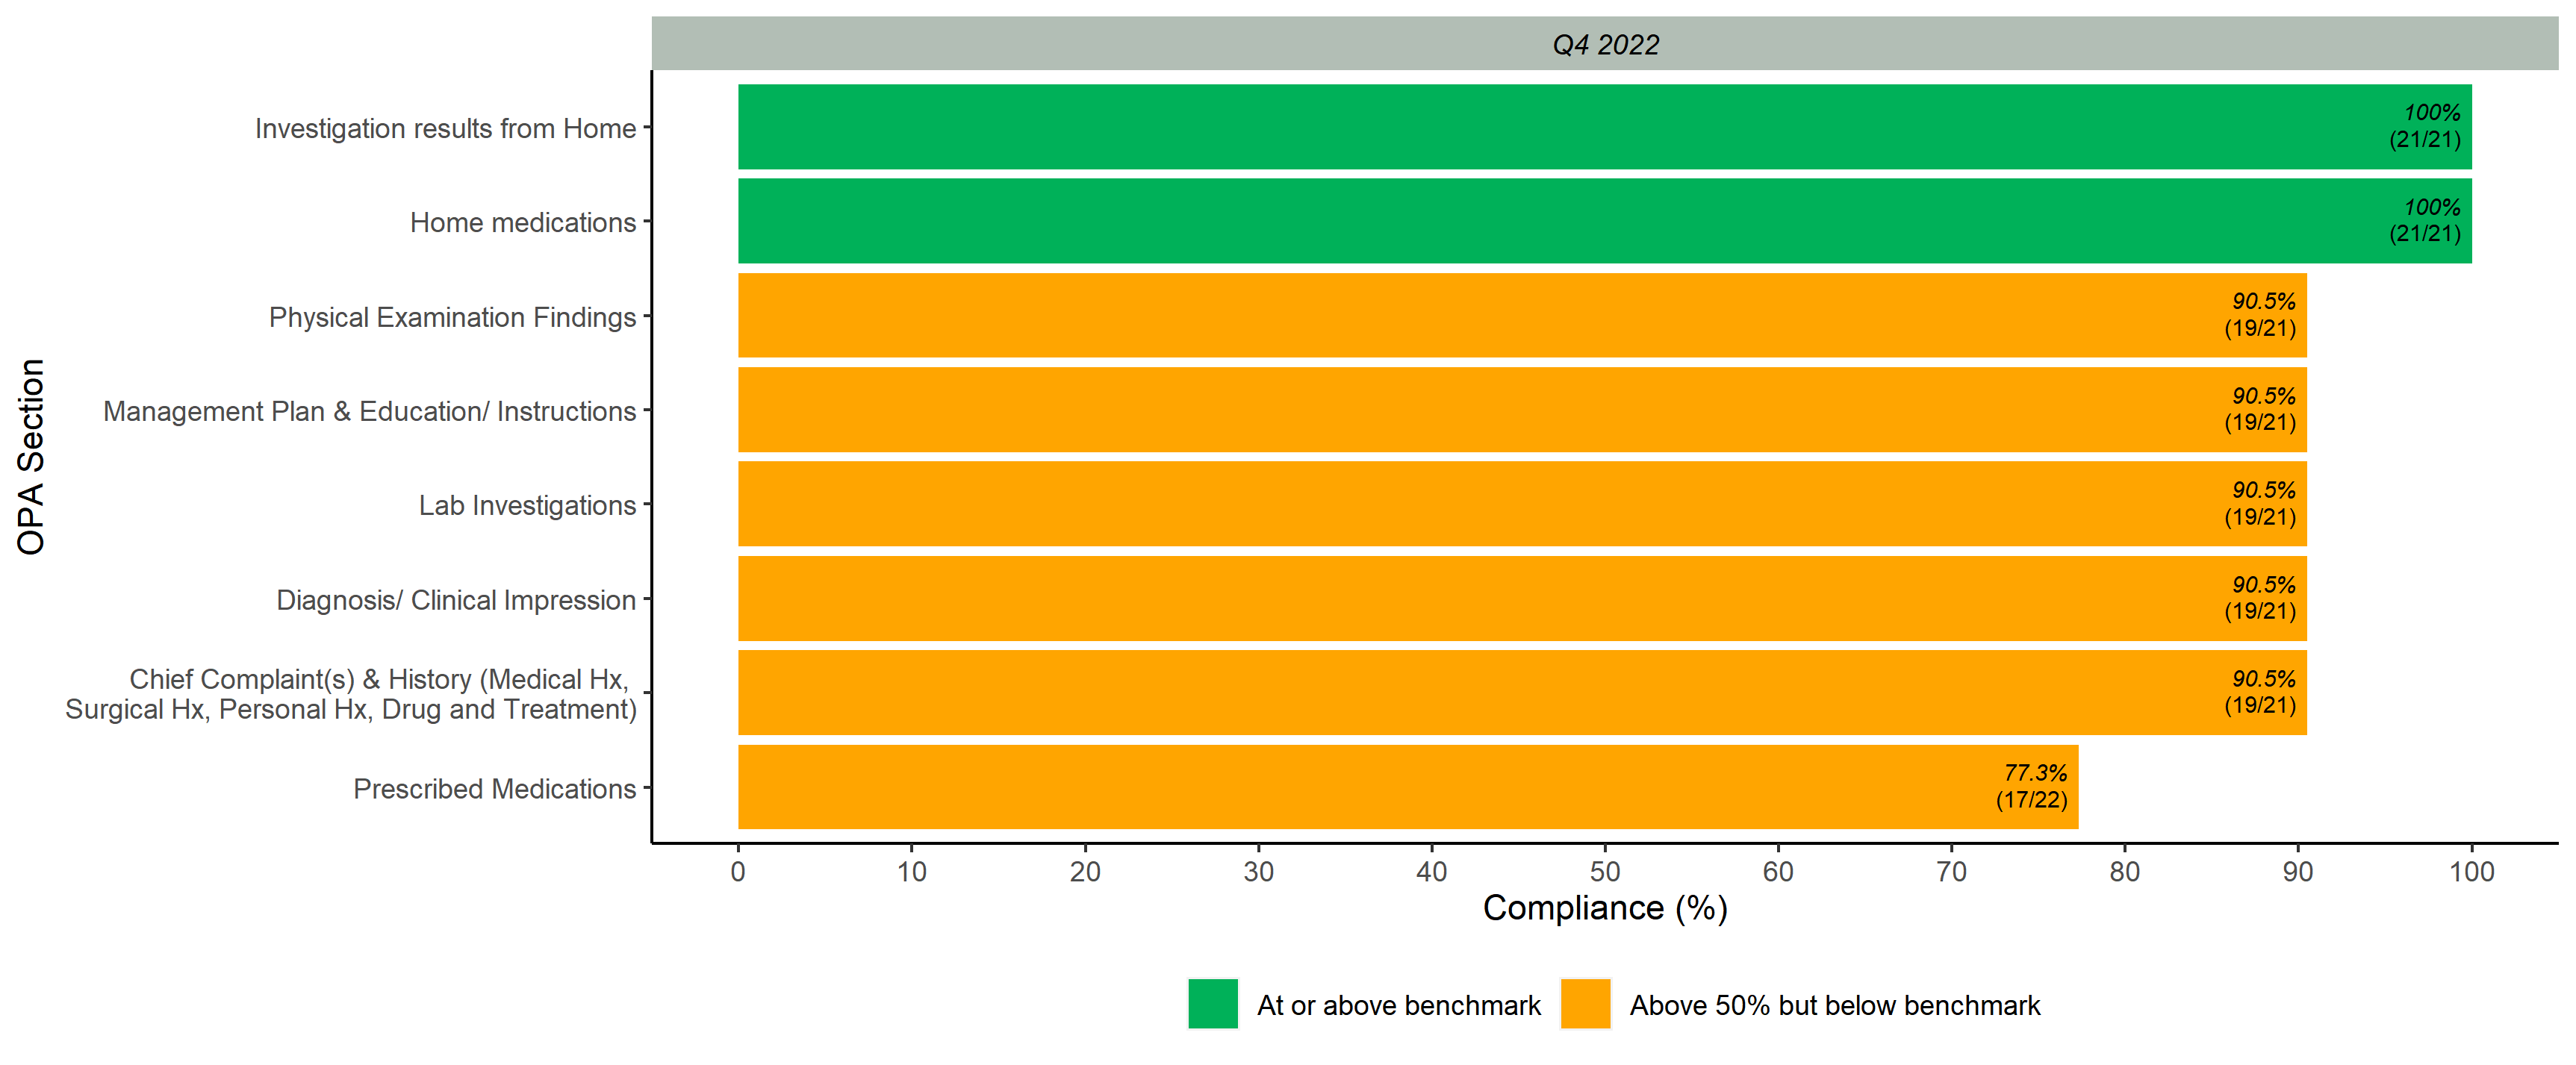 Q4 2022
OPA Section
Investigation results from Home
100%
(21/21)
Home medications
100%
(21/21)
Physical Examination Findings
90.5%
(19/21)
Management Plan & Education/ Instructions
90.5%
(19/21)
Lab Investigations
90.5%
(19/21)
Diagnosis/ Clinical Impression
90.5%
(19/21)
Chief Complaint(s) & History (Medical Hx,
Surgical Hx, Personal Hx, Drug and Treatment)
90.5%
(19/21)
Prescribed Medications
77.3%
(17/22)
0 10 20 30 40 50 60 70 80 90 100
Compliance (%)
At or above benchmark
Above 50% but below benchmark